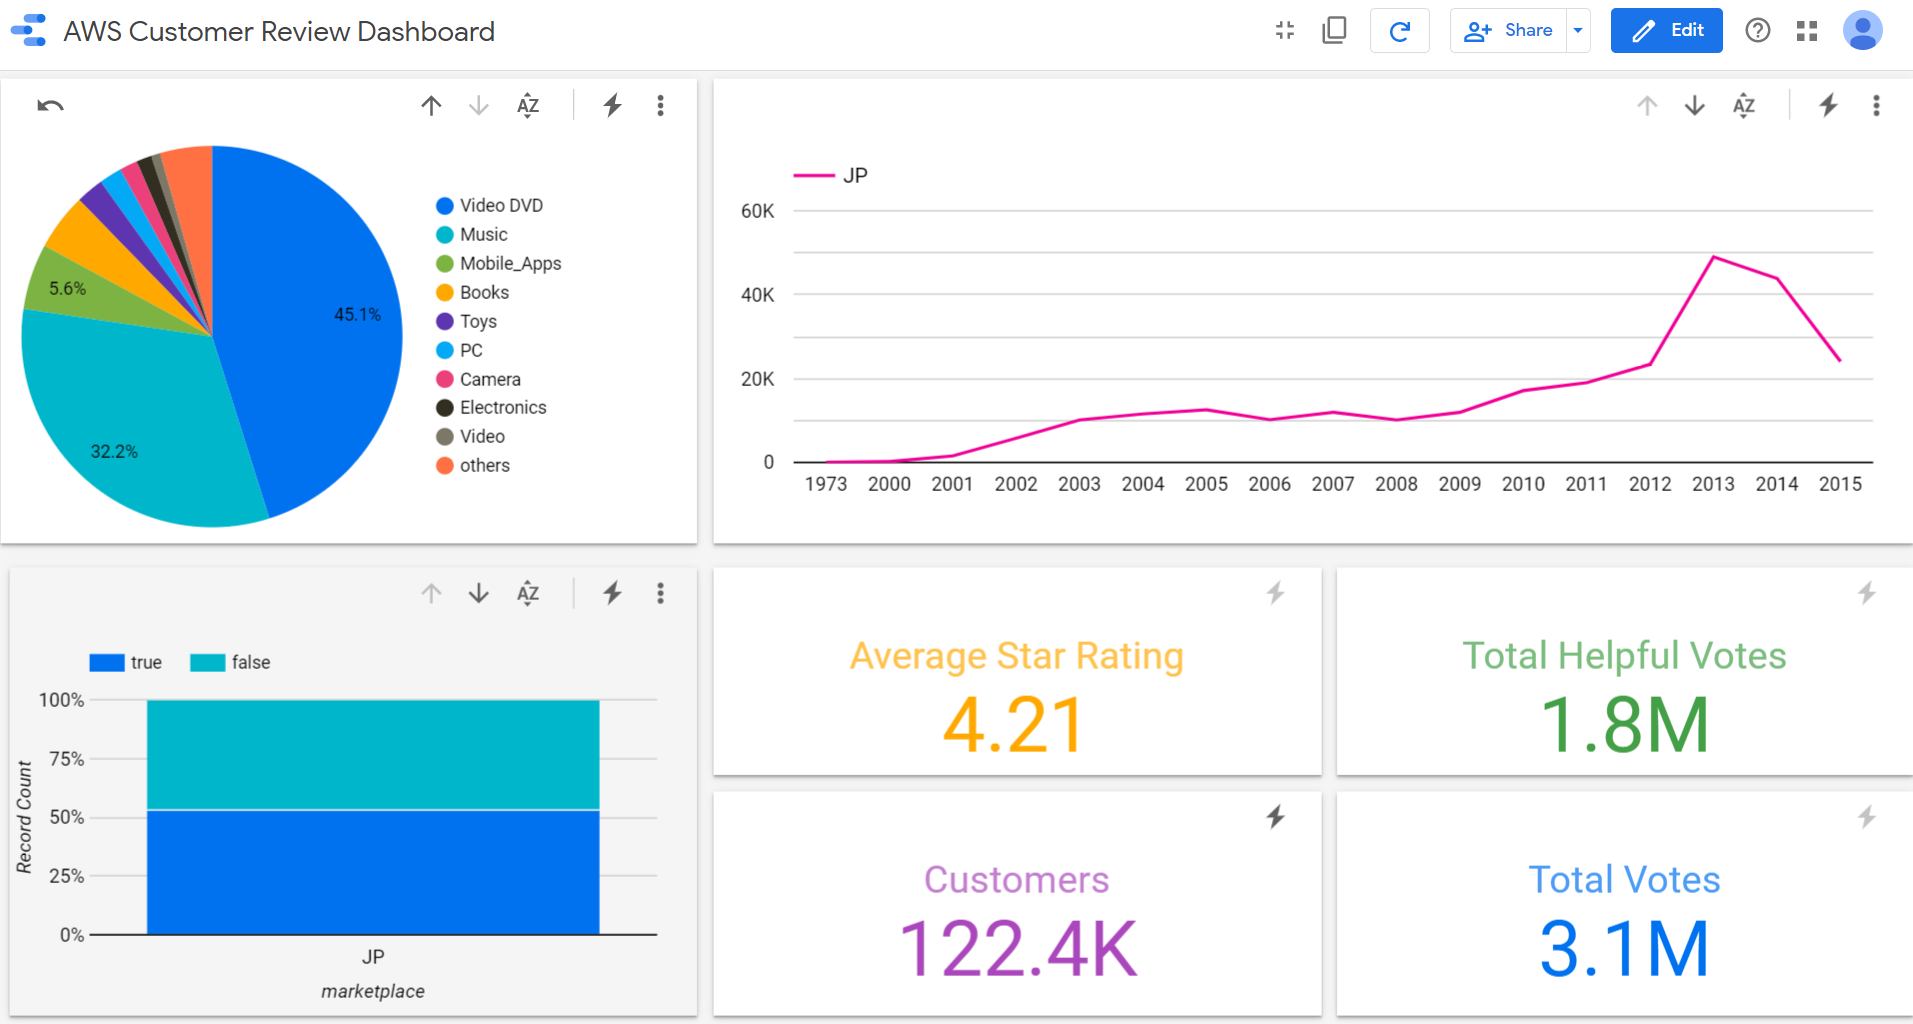 AWS Customer Review Dashboard
Share
Edit
AZ
45.1%
32.2%
5.6%
Video DVD
Music
Mobile_Apps
Books
Toys
PC
Camera
Electronics
Video
others
AZ
JP
60K
40K
20K
0
1973 2000 2001 2002 2003 2004 2005 2006 2007 2008 2009 2010 2011 2012 2013 2014 2015
AZ
true false
100%
75%
50%
25%
0%
Record Count
JP
marketplace
Average Star Rating
4.21
Total Helpful Votes
1.8M
Customers
122.4K
Total Votes
3.1M